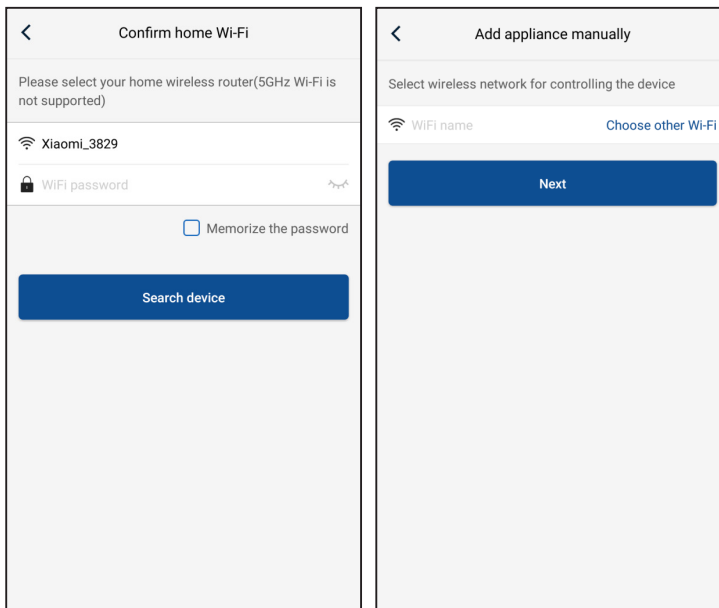 Confirm home Wi-Fi
Please select your home wireless router(5GHz Wi-Fi is
not supported)
Xiaomi_3829
WiFi password
Memorize the password
Search device
Add appliance manually
Select wireless network for controlling the device
WiFi name
Choose other Wi-Fi
Next